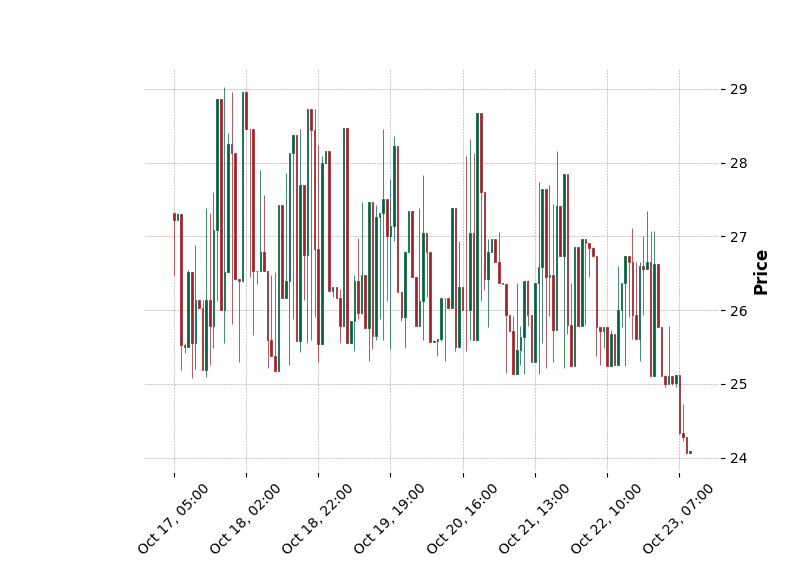 29
28
27
26
25
24
Price
Oct 17, 05:00
Oct 18, 02:00
Oct 18, 22:00
Oct 19, 19:00
Oct 20, 16:00
Oct 21, 13:00
Oct 22, 10:00
Oct 23, 07:00